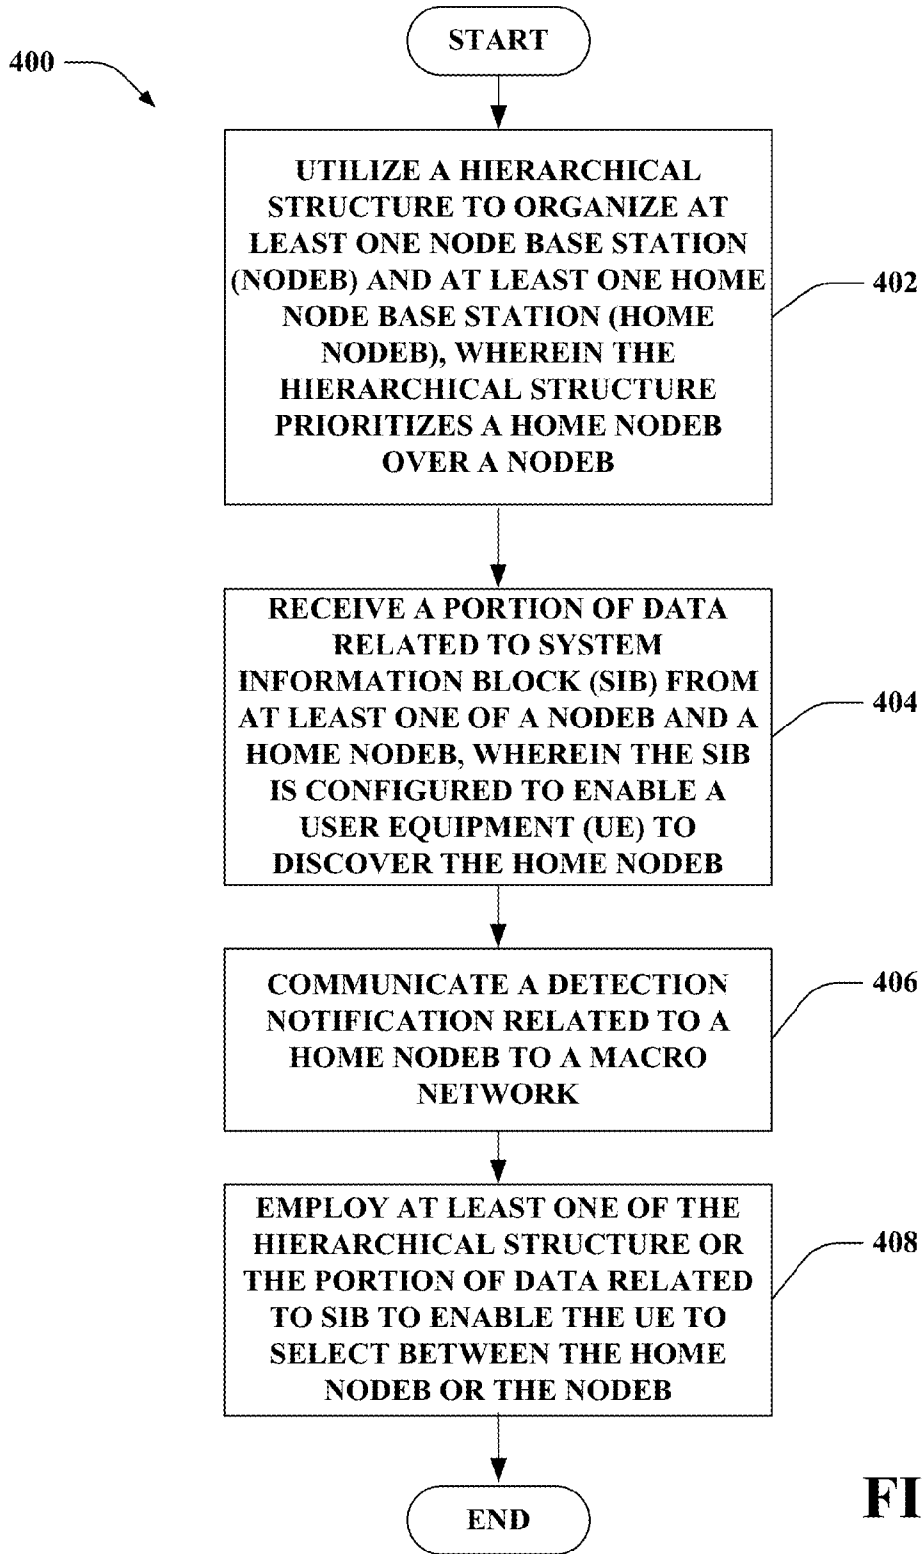 START
400
UTILIZE A HIERARCHICAL
STRUCTURE TO ORGANIZE AT
LEAST ONE NODE BASE STATION
(NODEB) AND AT LEAST ONE HOME
NODE BASE STATION (HOME
NODEB), WHEREIN THE
HIERARCHICAL STRUCTURE
PRIORITIZES A HOME NODEB
OVER A NODEB
402
RECEIVE A PORTION OF DATA
RELATED TO SYSTEM
INFORMATION BLOCK (SIB) FROM
AT LEAST ONE OF A NODEB AND A
HOME NODEB, WHEREIN THE SIB
IS CONFIGURED TO ENABLE A
USER EQUIPMENT (UE) TO
DISCOVER THE HOME NODEB
404
COMMUNICATE A DETECTION
NOTIFICATION RELATED TO A
HOME NODEB TO A MACRO
NETWORK
406
EMPLOY AT LEAST ONE OF THE
HIERARCHICAL STRUCTURE OR
THE PORTION OF DATA RELATED
TO SIB TO ENABLE THE UE TO
SELECT BETWEEN THE HOME
NODEB OR THE NODEB
408
END
FI